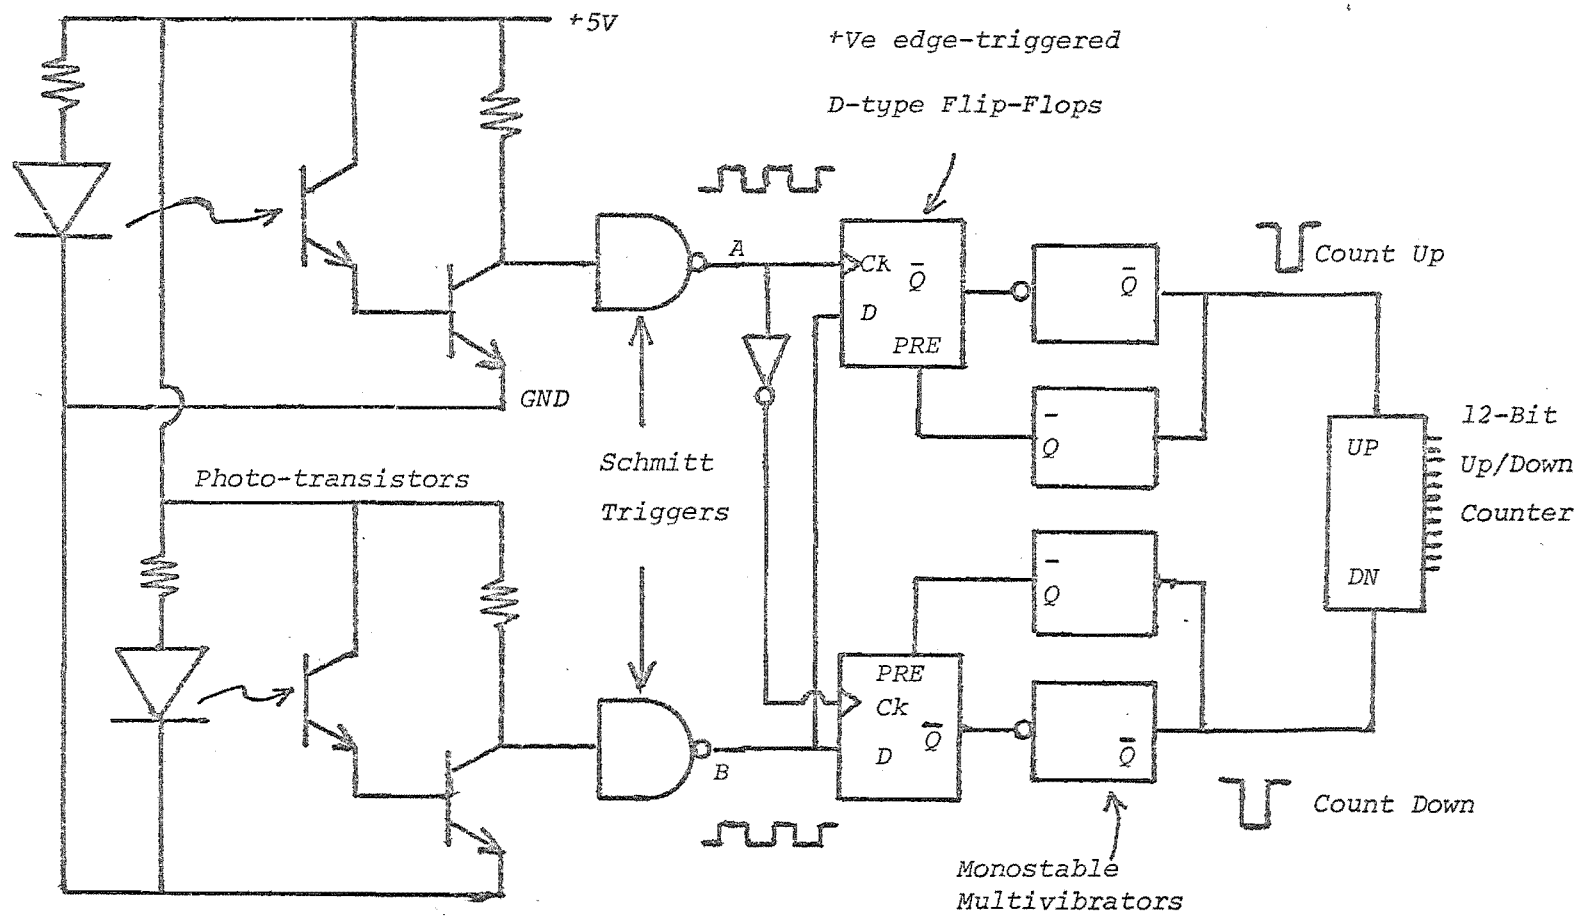 +5V
+Ve edge-triggered
D-type Flip-Flops
A
Ck
Q̅
D
PRE
Q̅
Count Up
GND
Q̅
UP
12-Bit
Up/Down
Counter
Schmitt
Triggers
Photo-transistors
Q̅
DN
PRE
Ck
Q̅
D
Q̅
B
Count Down
Monostable
Multivibrators